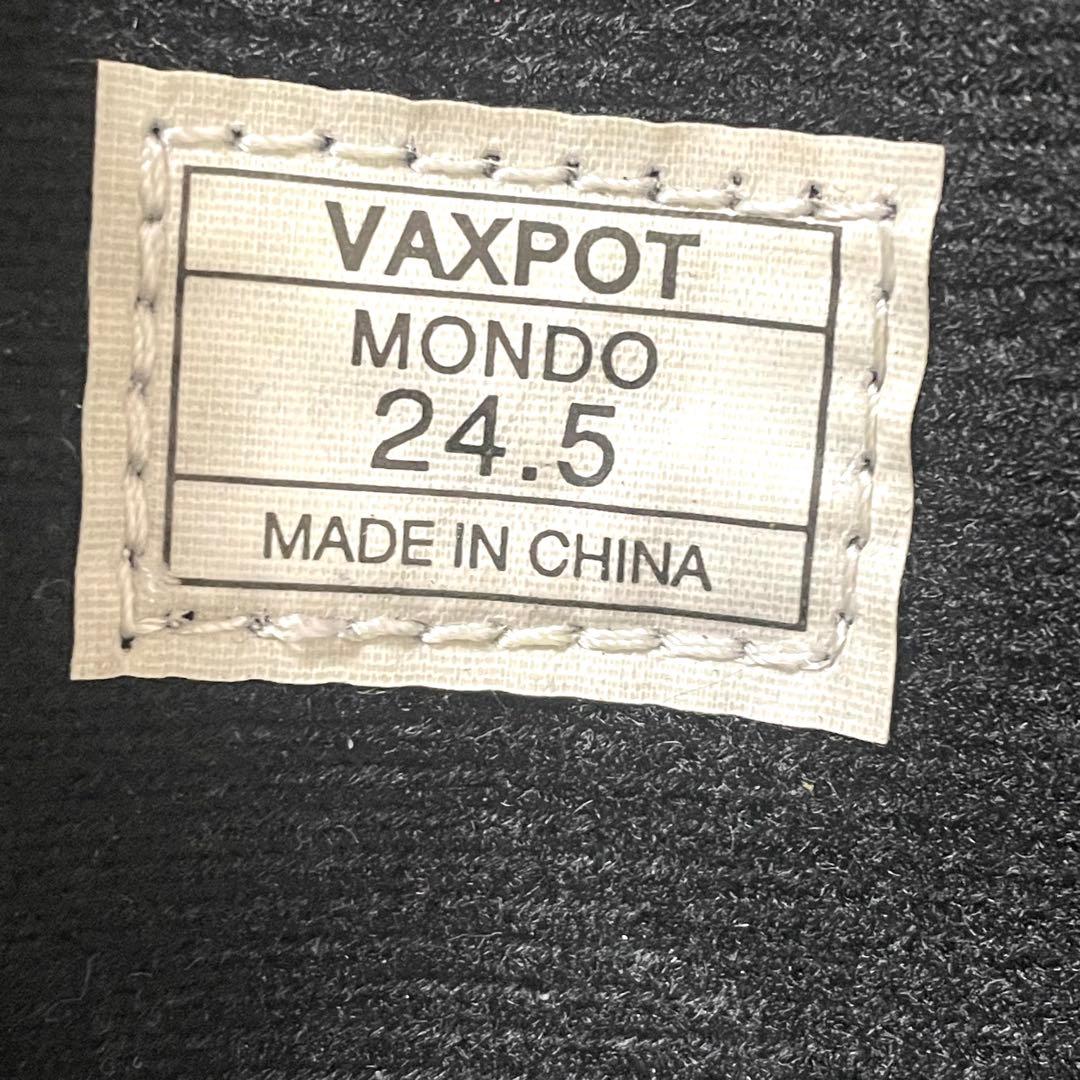 VAXPOT
MONDO
24.5
MADE IN CHINA